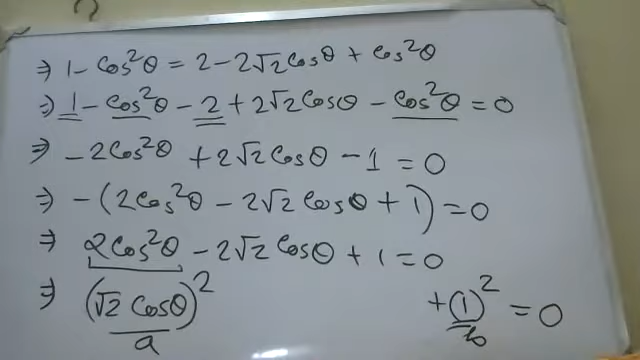 ⇒ 1 - cos²θ = 2 - 2√2 cosθ + cos²θ
⇒ 1 - cos²θ - 2 + 2√2 cosθ - cos²θ = 0
⇒ -2cos²θ + 2√2 cosθ - 1 = 0
⇒ -(2cos²θ - 2√2 cosθ + 1) = 0
⇒ 2cos²θ - 2√2 cosθ + 1 = 0
⇒ (√2 cosθ)² +(1)² = 0
a b